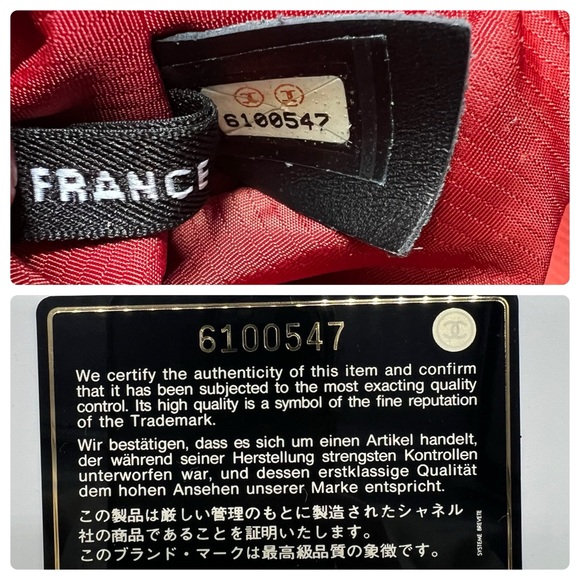 6100547
FRANCE
6100547
We certify the authenticity of this item and confirm
that it has been subjected to the most exacting quality
control. Its high quality is a symbol of the fine reputation
of the Trademark.
Wir bestätigen, dass es sich um einen Artikel handelt,
der während seiner Herstellung strengsten Kontrollen
unterworfen war, und dessen erstklassige Qualität
dem hohen Ansehen unserer Marke entspricht.
この製品は厳しい管理のもとに製造されたシャネル
社の商品であることを証明いたします。
このブランド・マークは最高級品質の象徴です。
SYSTEME BREVETE